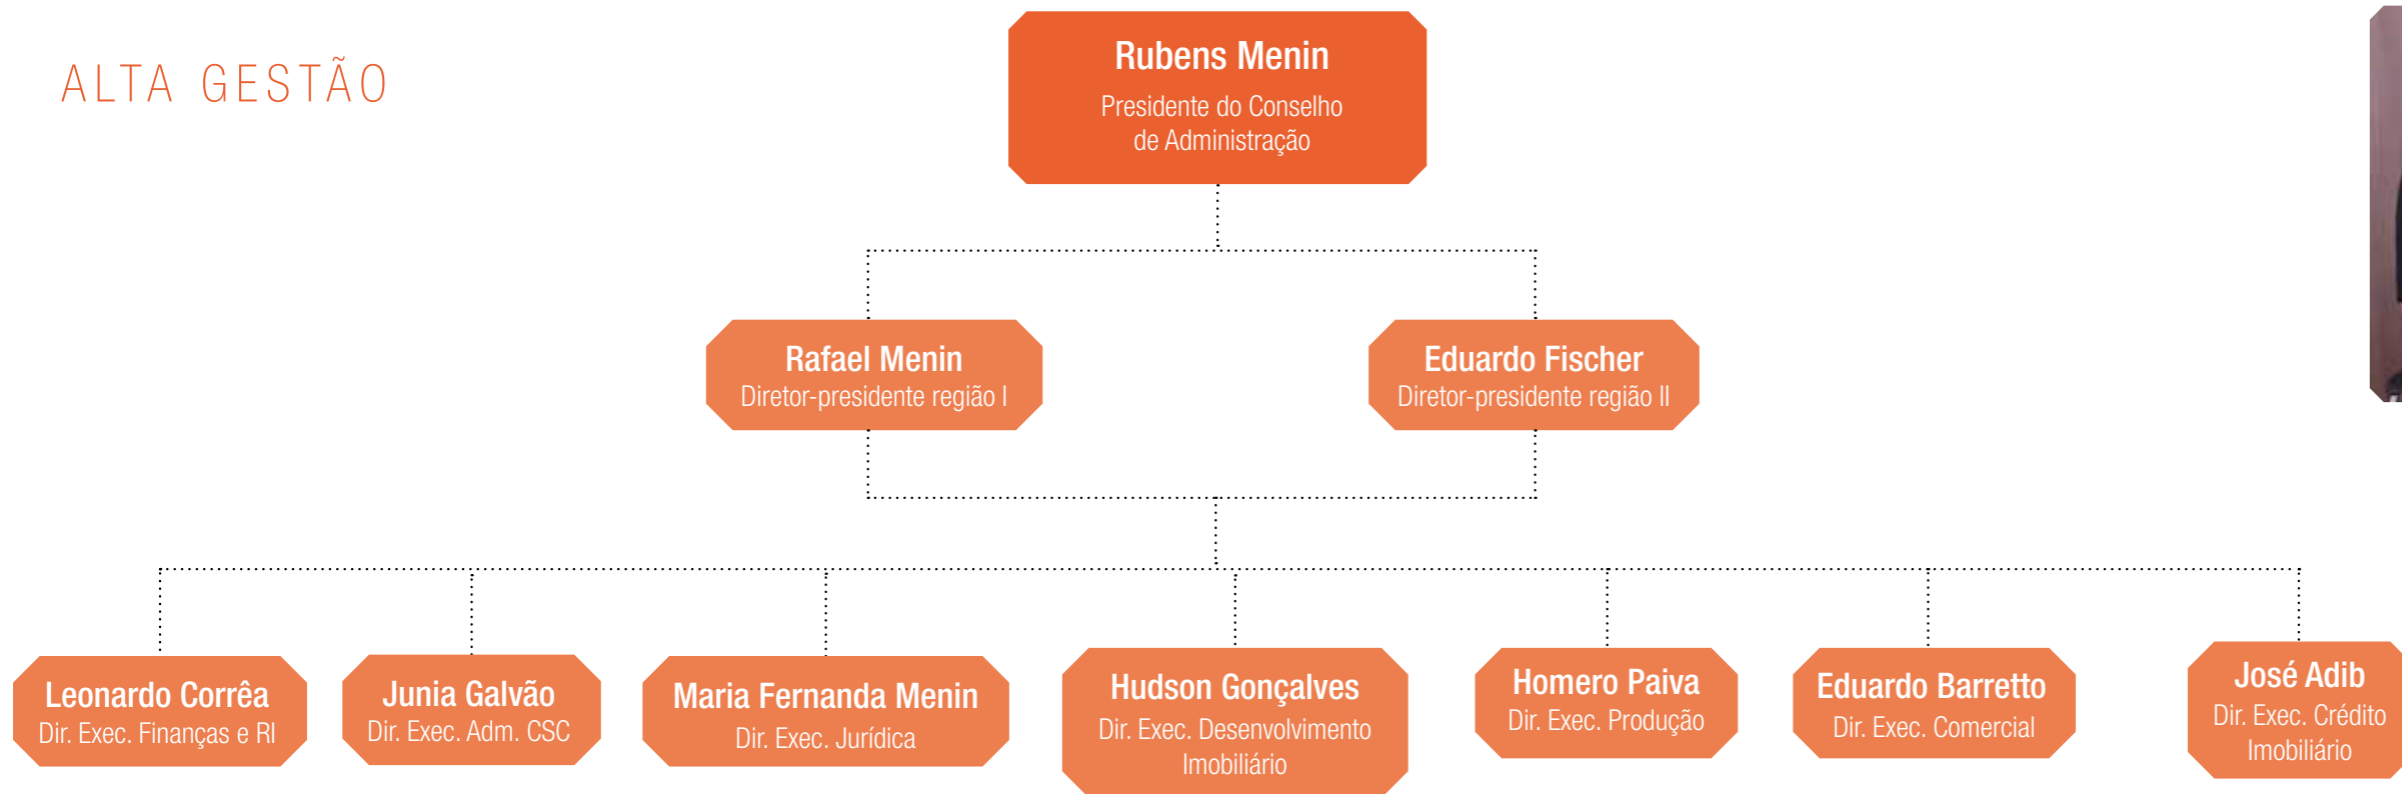 ALTA GESTÃO
Rubens Menin
Presidente do Conselho
de Administração
Rafael Menin
Diretor-presidente região I
Eduardo Fischer
Diretor-presidente região II
Leonardo Corrêa
Dir. Exec. Finanças e RI
Junia Galvão
Dir. Exec. Adm. CSC
Maria Fernanda Menin
Dir. Exec. Jurídica
Hudson Gonçalves
Dir. Exec. Desenvolvimento
Imobiliário
Homero Paiva
Dir. Exec. Produção
Eduardo Barretto
Dir. Exec. Comercial
José Adib
Dir. Exec. Crédito
Imobiliário